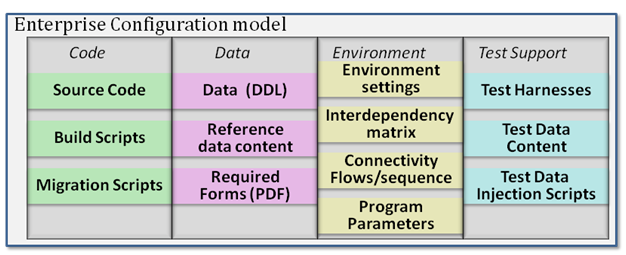 Enterprise Configuration model
Code
Data
Environment
Test Support
Source Code
Build Scripts
Migration Scripts
Data (DDL)
Reference
data content
Required
Forms (PDF)
Environment
settings
Interdependency
matrix
Connectivity
Flows/sequence
Program
Parameters
Test Harnesses
Test Data
Content
Test Data
Injection Scripts